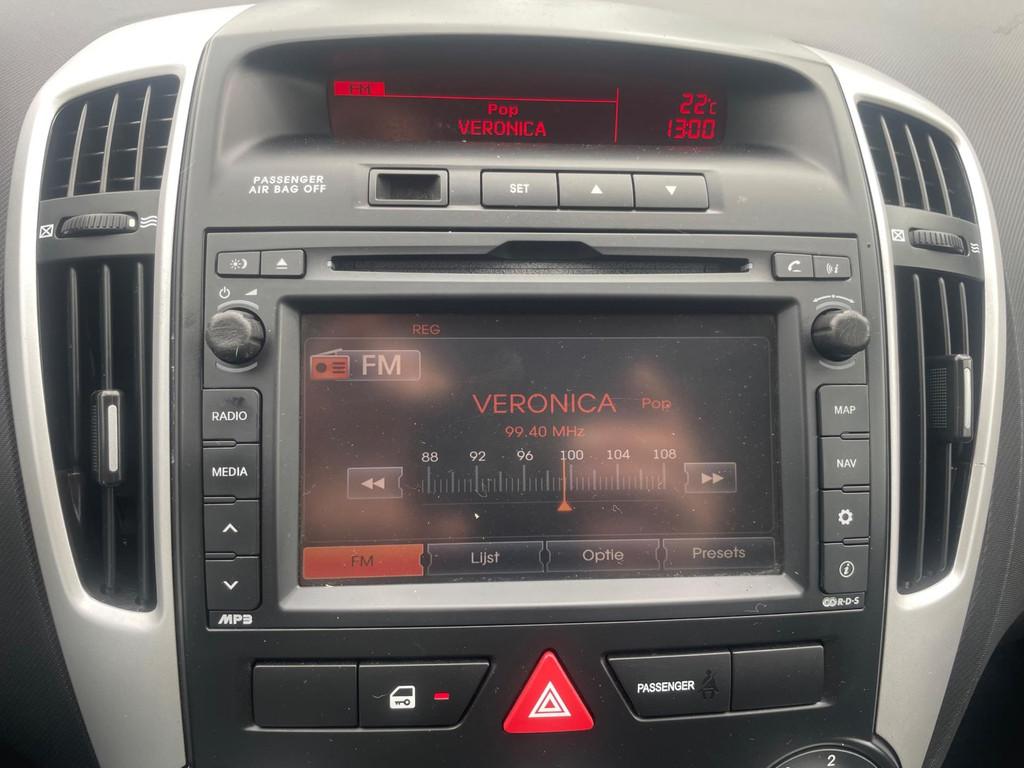 FM
Pop
VERONICA
22°C
13:00
PASSENGER
AIR BAG OFF
SET
REG
FM
VERONICA Pop
99.40 MHz
88 92 96 100 104 108
FM Lijst Optie Presets
RADIO
MEDIA
MP3
MAP
NAV
R·D·S
PASSENGER
2